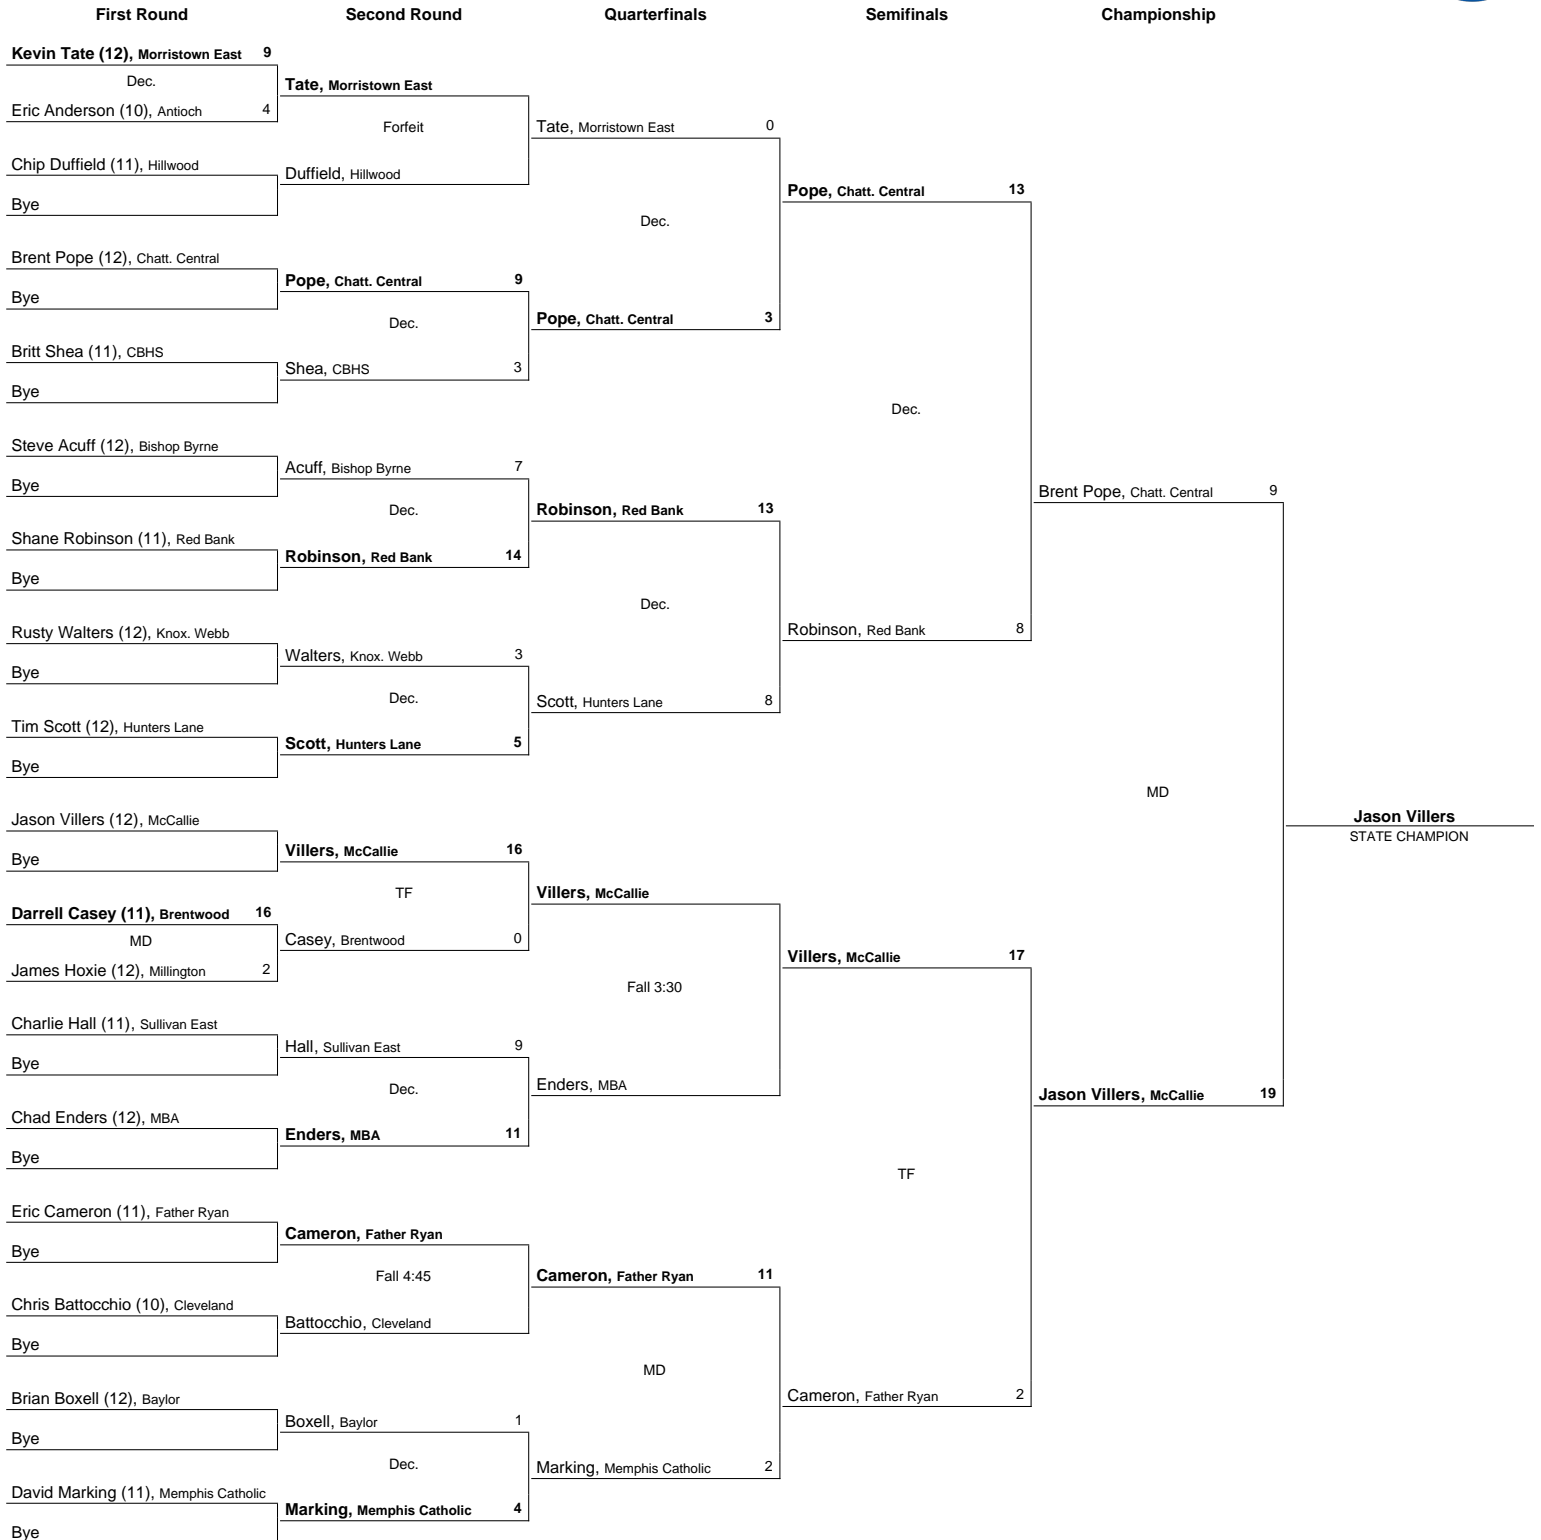 First Round Second Round Quarterfinals Semifinals Championship
Kevin Tate (12), Morristown East 9
Dec.
Eric Anderson (10), Antioch 4
Chip Duffield (11), Hillwood
Bye
Brent Pope (12), Chatt. Central
Bye
Britt Shea (11), CBHS
Bye
Steve Acuff (12), Bishop Byrne
Bye
Shane Robinson (11), Red Bank
Bye
Rusty Walters (12), Knox. Webb
Bye
Tim Scott (12), Hunters Lane
Bye
Jason Villers (12), McCallie
Bye
Darrell Casey (11), Brentwood 16
MD
James Hoxie (12), Millington 2
Charlie Hall (11), Sullivan East
Bye
Chad Enders (12), MBA
Bye
Eric Cameron (11), Father Ryan
Bye
Chris Battocchio (10), Cleveland
Bye
Brian Boxell (12), Baylor
Bye
David Marking (11), Memphis Catholic
Bye
Tate, Morristown East
Forfeit
Duffield, Hillwood
Pope, Chatt. Central 9
Dec.
Shea, CBHS 3
Acuff, Bishop Byrne 7
Dec.
Robinson, Red Bank 14
Walters, Knox. Webb 3
Dec.
Scott, Hunters Lane 5
Villers, McCallie 16
TF
Casey, Brentwood 0
Hall, Sullivan East 9
Dec.
Enders, MBA 11
Cameron, Father Ryan
Fall 4:45
Battocchio, Cleveland
Boxell, Baylor 1
Dec.
Marking, Memphis Catholic 4
Tate, Morristown East 0
Dec.
Pope, Chatt. Central 3
Robinson, Red Bank 13
Dec.
Scott, Hunters Lane 8
Villers, McCallie
Fall 3:30
Enders, MBA
Cameron, Father Ryan 11
MD
Marking, Memphis Catholic 2
Pope, Chatt. Central 13
Dec.
Robinson, Red Bank 8
Villers, McCallie 17
TF
Cameron, Father Ryan 2
Brent Pope, Chatt. Central 9
MD
Jason Villers, McCallie 19
Jason Villers
STATE CHAMPION